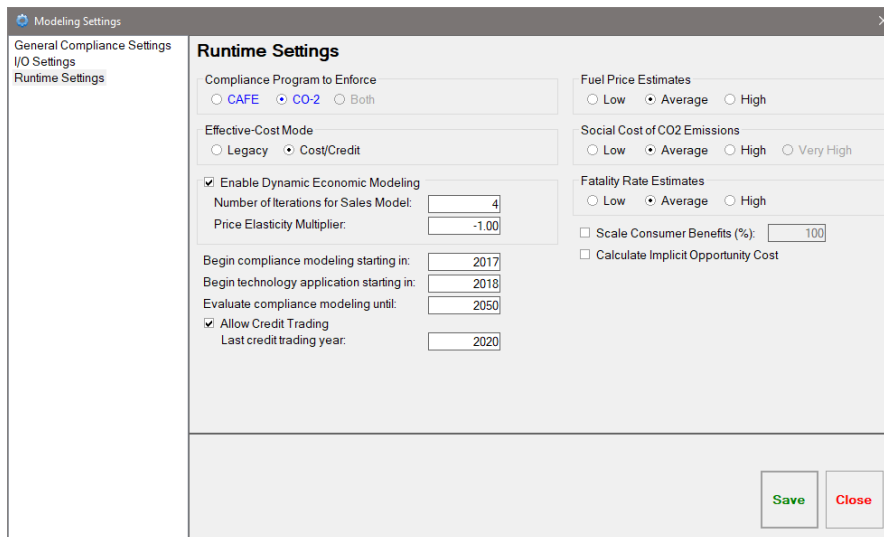 Modeling Settings
General Compliance Settings
I/O Settings
Runtime Settings
Runtime Settings
Compliance Program to Enforce
CAFE CO-2 Both
Effective-Cost Mode
Legacy Cost/Credit
Enable Dynamic Economic Modeling
Number of Iterations for Sales Model: 4
Price Elasticity Multiplier: -1.00
Begin compliance modeling starting in: 2017
Begin technology application starting in: 2018
Evaluate compliance modeling until: 2050
Allow Credit Trading
Last credit trading year: 2020
Fuel Price Estimates
Low Average High
Social Cost of CO2 Emissions
Low Average High Very High
Fatality Rate Estimates
Low Average High
Scale Consumer Benefits (%): 100
Calculate Implicit Opportunity Cost
Save Close